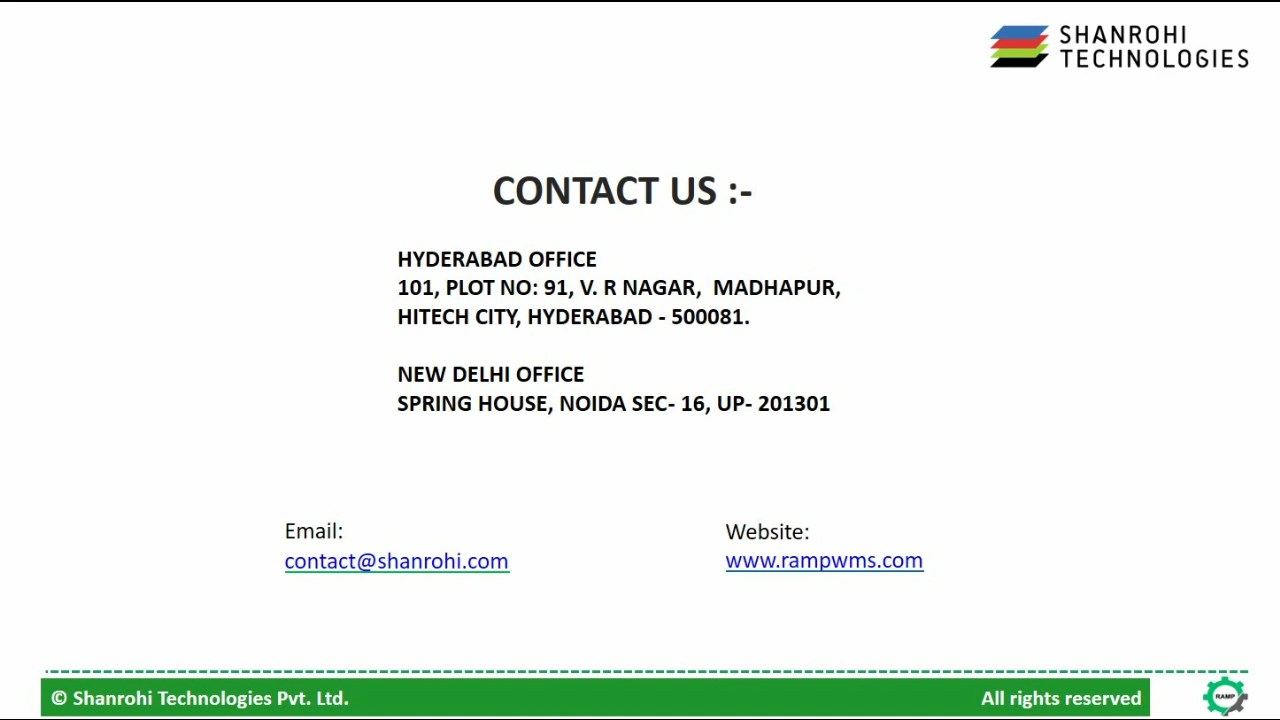 SHANROHI
TECHNOLOGIES
CONTACT US :-
HYDERABAD OFFICE
101, PLOT NO: 91, V. R NAGAR,  MADHAPUR,
HITECH CITY, HYDERABAD - 500081.
NEW DELHI OFFICE
SPRING HOUSE, NOIDA SEC- 16, UP- 201301
Email:
contact@shanrohi.com
Website:
www.rampwms.com
© Shanrohi Technologies Pvt. Ltd.
All rights reserved
RAMP